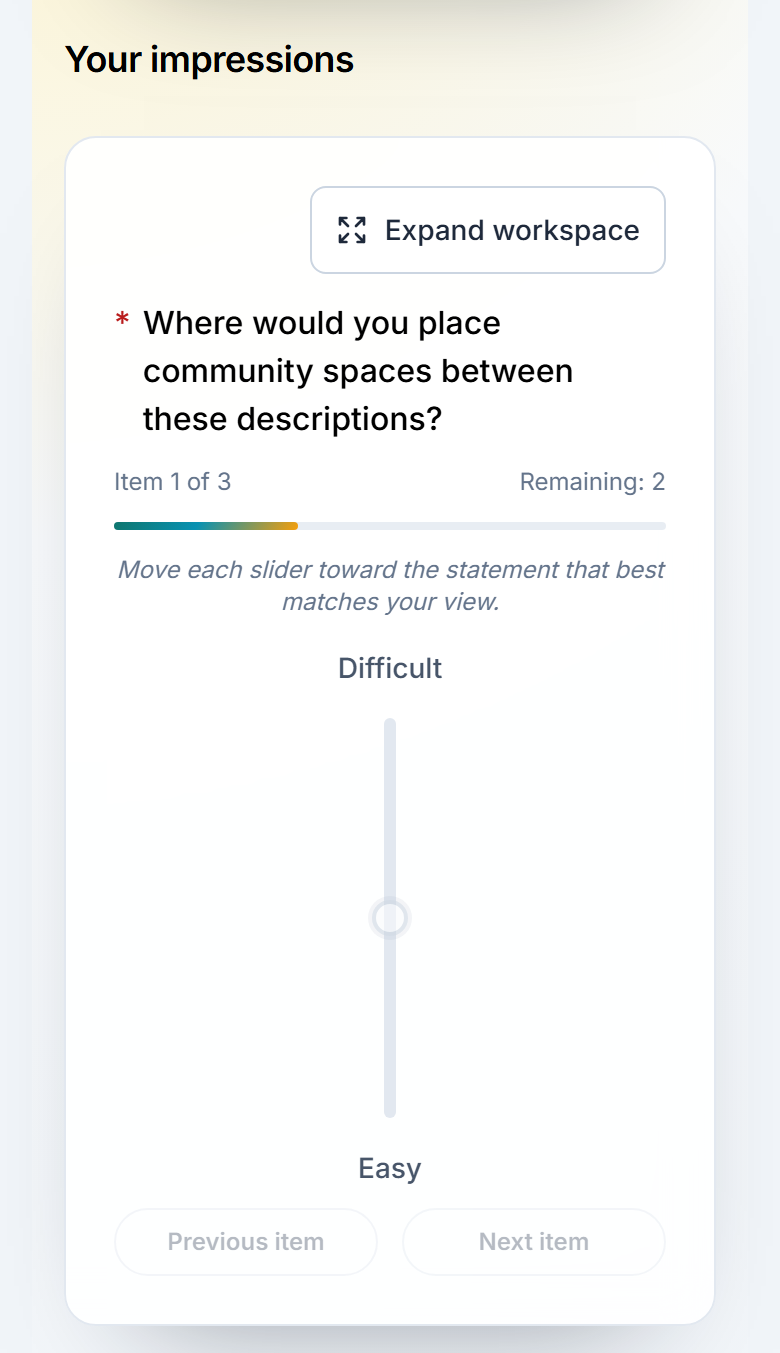 Your impressions
Expand workspace
* Where would you place
community spaces between
these descriptions?
Item 1 of 3
Remaining: 2
Move each slider toward the statement that best
matches your view.
Difficult
Easy
Previous item
Next item